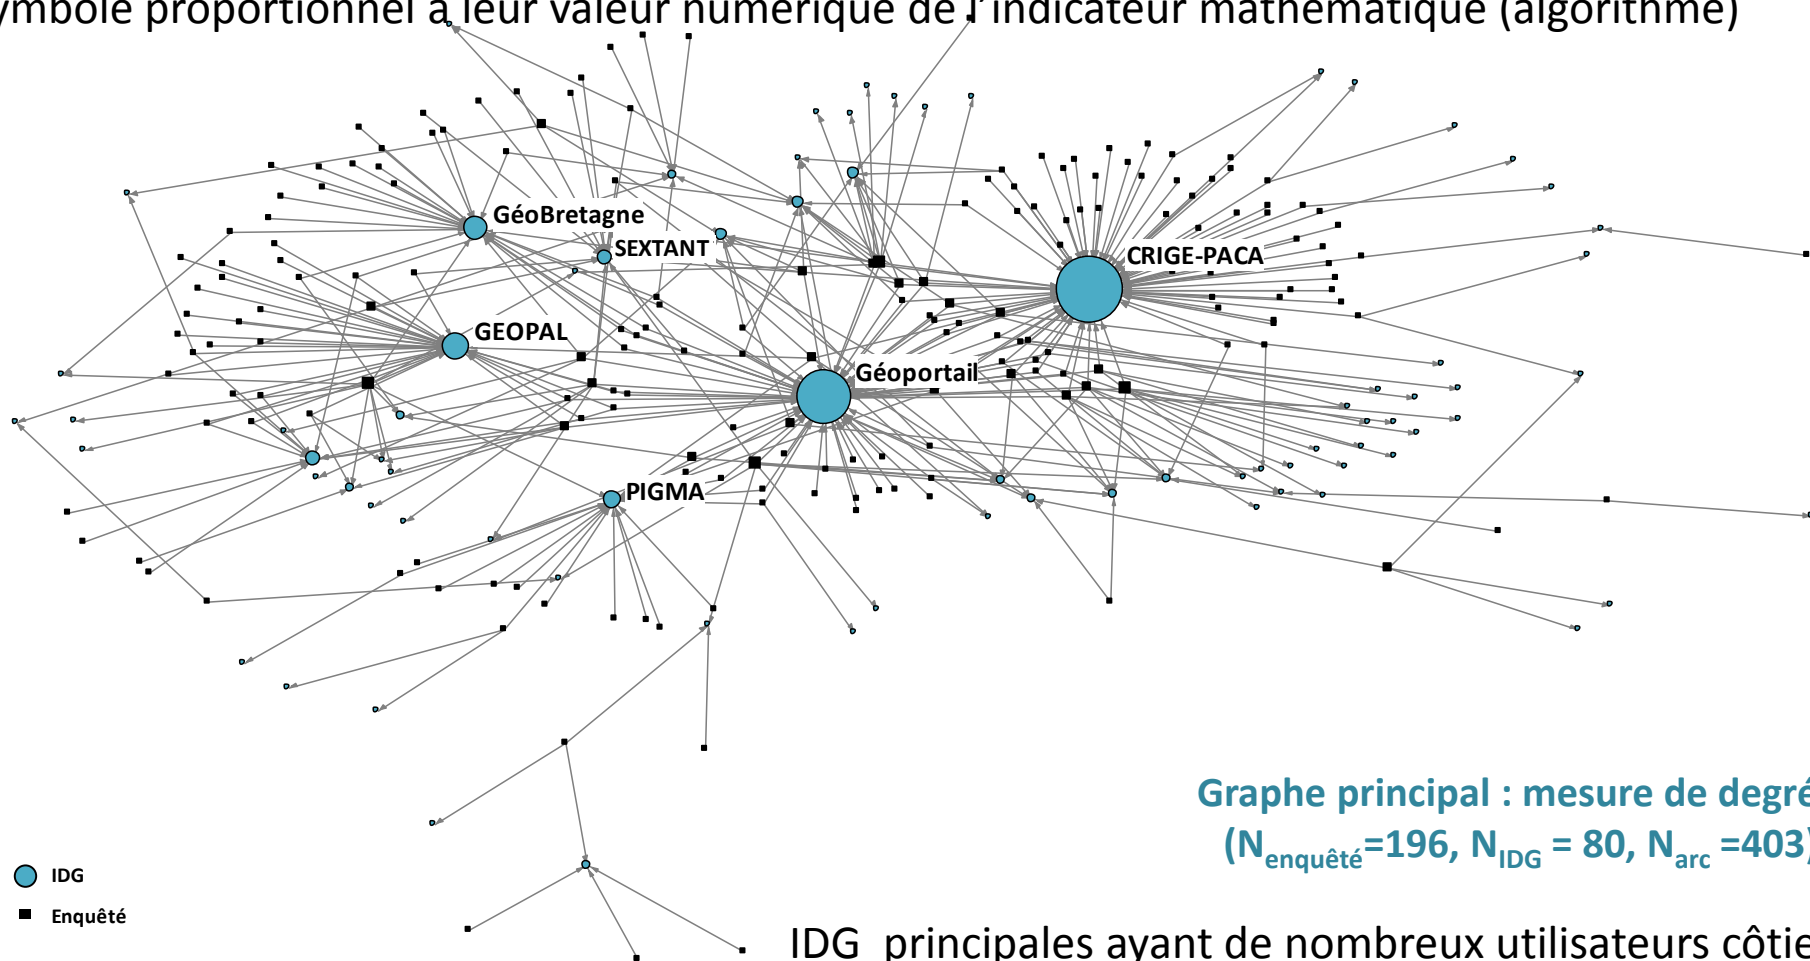 ymbole proportionnel à leur valeur numérique de l'indicateur mathématique (algorithme)
GéoBretagne
SEXTANT
CRIGE-PACA
GEOPAL
Géoportail
PIGMA
Graphe principal : mesure de degré
(Nenquêté=196, NIDG = 80, Narc =403)
IDG
Enquêté
IDG principales ayant de nombreux utilisateurs côtie